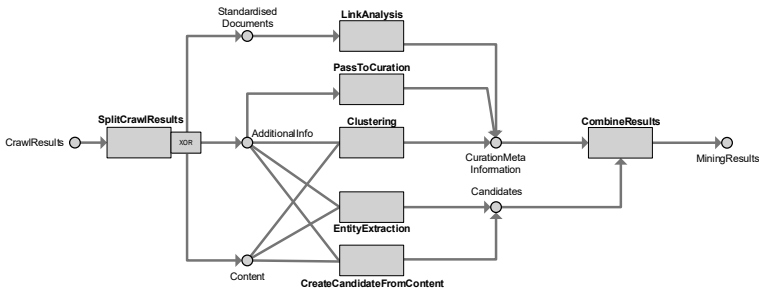 Standardised
Documents
LinkAnalysis
PassToCuration
SplitCrawlResults
CrawlResults
XOR
AdditionalInfo
Clustering
CombineResults
CurationMeta
Information
MiningResults
Candidates
EntityExtraction
Content
CreateCandidateFromContent